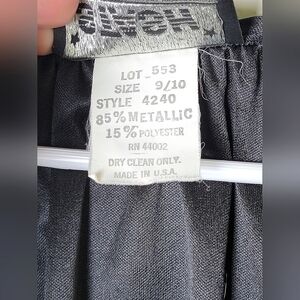 LOT 553
SIZE 9/10
STYLE 4240
85% METALLIC
15% POLYESTER
RN 44002
DRY CLEAN ONLY.
MADE IN U.S.A.